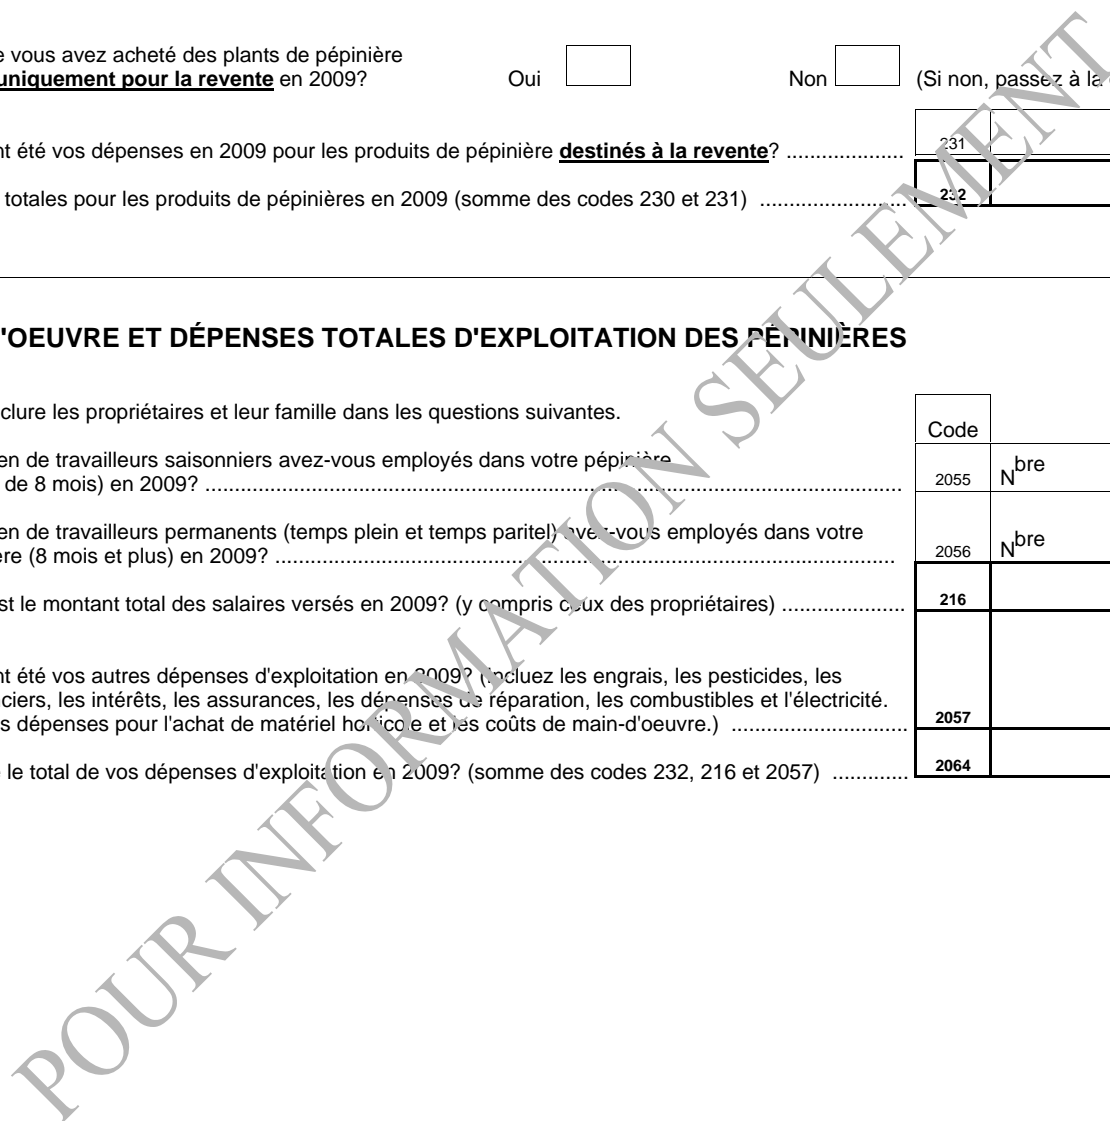 e vous avez acheté des plants de pépinière
uniquement pour la revente en 2009? Oui Non (Si non, passez à la
nt été vos dépenses en 2009 pour les produits de pépinière destinés à la revente? .................... 231
totales pour les produits de pépinières en 2009 (somme des codes 230 et 231) ......................... 232
'OEUVRE ET DÉPENSES TOTALES D'EXPLOITATION DES PÉPINIÈRES
clure les propriétaires et leur famille dans les questions suivantes.
Code
en de travailleurs saisonniers avez-vous employés dans votre pépinière
de 8 mois) en 2009? ........................................................................................................................ 2055 Nbre
en de travailleurs permanents (temps plein et temps paritel) avez-vous employés dans votre
ère (8 mois et plus) en 2009? .......................................................................................................... 2056 Nbre
st le montant total des salaires versés en 2009? (y compris ceux des propriétaires) ..................... 216
nt été vos autres dépenses d'exploitation en 2009? (Incluez les engrais, les pesticides, les
ciers, les intérêts, les assurances, les dépenses de réparation, les combustibles et l'électricité.
s dépenses pour l'achat de matériel horticole et les coûts de main-d'oeuvre.) .............................. 2057
le total de vos dépenses d'exploitation en 2009? (somme des codes 232, 216 et 2057) ............. 2064
POUR INFORMATION SEULEMENT